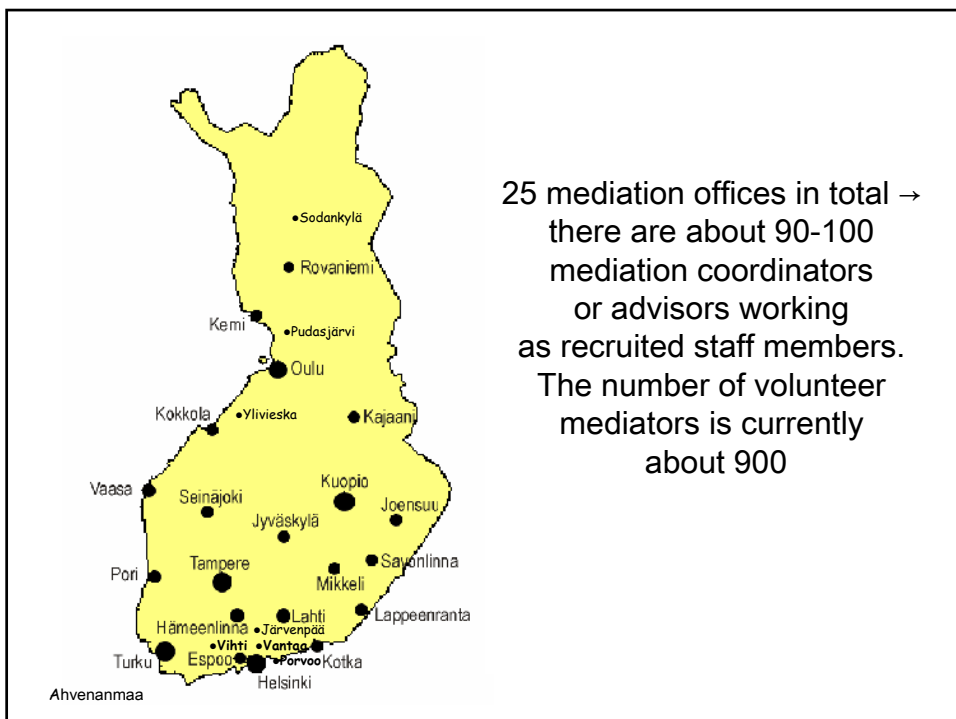 Sodankylä
Rovaniemi
Kemi
Pudasjärvi
Oulu
Ylivieska
Kokkola
Kajaani
Vaasa
Kuopio
Seinäjoki
Joensuu
Jyväskylä
Savonlinna
Tampere
Pori
Mikkeli
Lappeenranta
Lahti
Hämeenlinna
Järvenpää
Vihti
Vantaa
Turku
Espoo
Porvoo
Kotka
Helsinki
Ahvenanmaa
25 mediation offices in total →
there are about 90-100
mediation coordinators
or advisors working
as recruited staff members.
The number of volunteer
mediators is currently
about 900